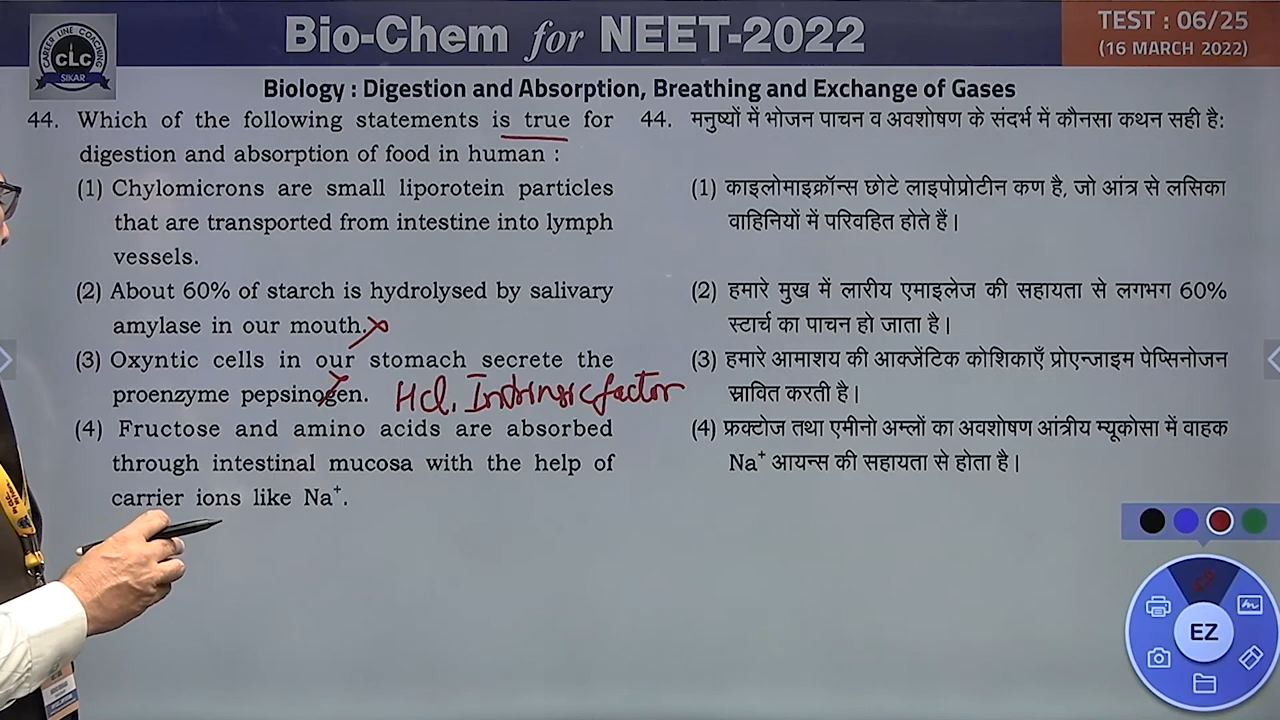 CAREER LINE COACHING
CLC
SIKAR
Bio-Chem for NEET-2022
TEST : 06/25
(16 MARCH 2022)
Biology : Digestion and Absorption, Breathing and Exchange of Gases
44. Which of the following statements is true for
digestion and absorption of food in human :
(1) Chylomicrons are small liporotein particles
that are transported from intestine into lymph
vessels.
(2) About 60% of starch is hydrolysed by salivary
amylase in our mouth.
(3) Oxyntic cells in our stomach secrete the
proenzyme pepsinogen. HCl, Intrinsic factor
(4) Fructose and amino acids are absorbed
through intestinal mucosa with the help of
carrier ions like Na⁺.
44. मनुष्यों में भोजन पाचन व अवशोषण के संदर्भ में कौनसा कथन सही है:
(1) काइलोमाइक्रॉन्स छोटे लाइपोप्रोटीन कण है, जो आंत्र से लसिका
वाहिनियों में परिवहित होते हैं।
(2) हमारे मुख में लारीय एमाइलेज की सहायता से लगभग 60%
स्टार्च का पाचन हो जाता है।
(3) हमारे आमाशय की आक्जेंटिक कोशिकाएँ प्रोएन्जाइम पेप्सिनोजन
स्रावित करती है।
(4) फ्रक्टोज तथा एमीनो अम्लों का अवशोषण आंत्रीय म्यूकोसा में वाहक
Na⁺ आयन्स की सहायता से होता है।
EZ